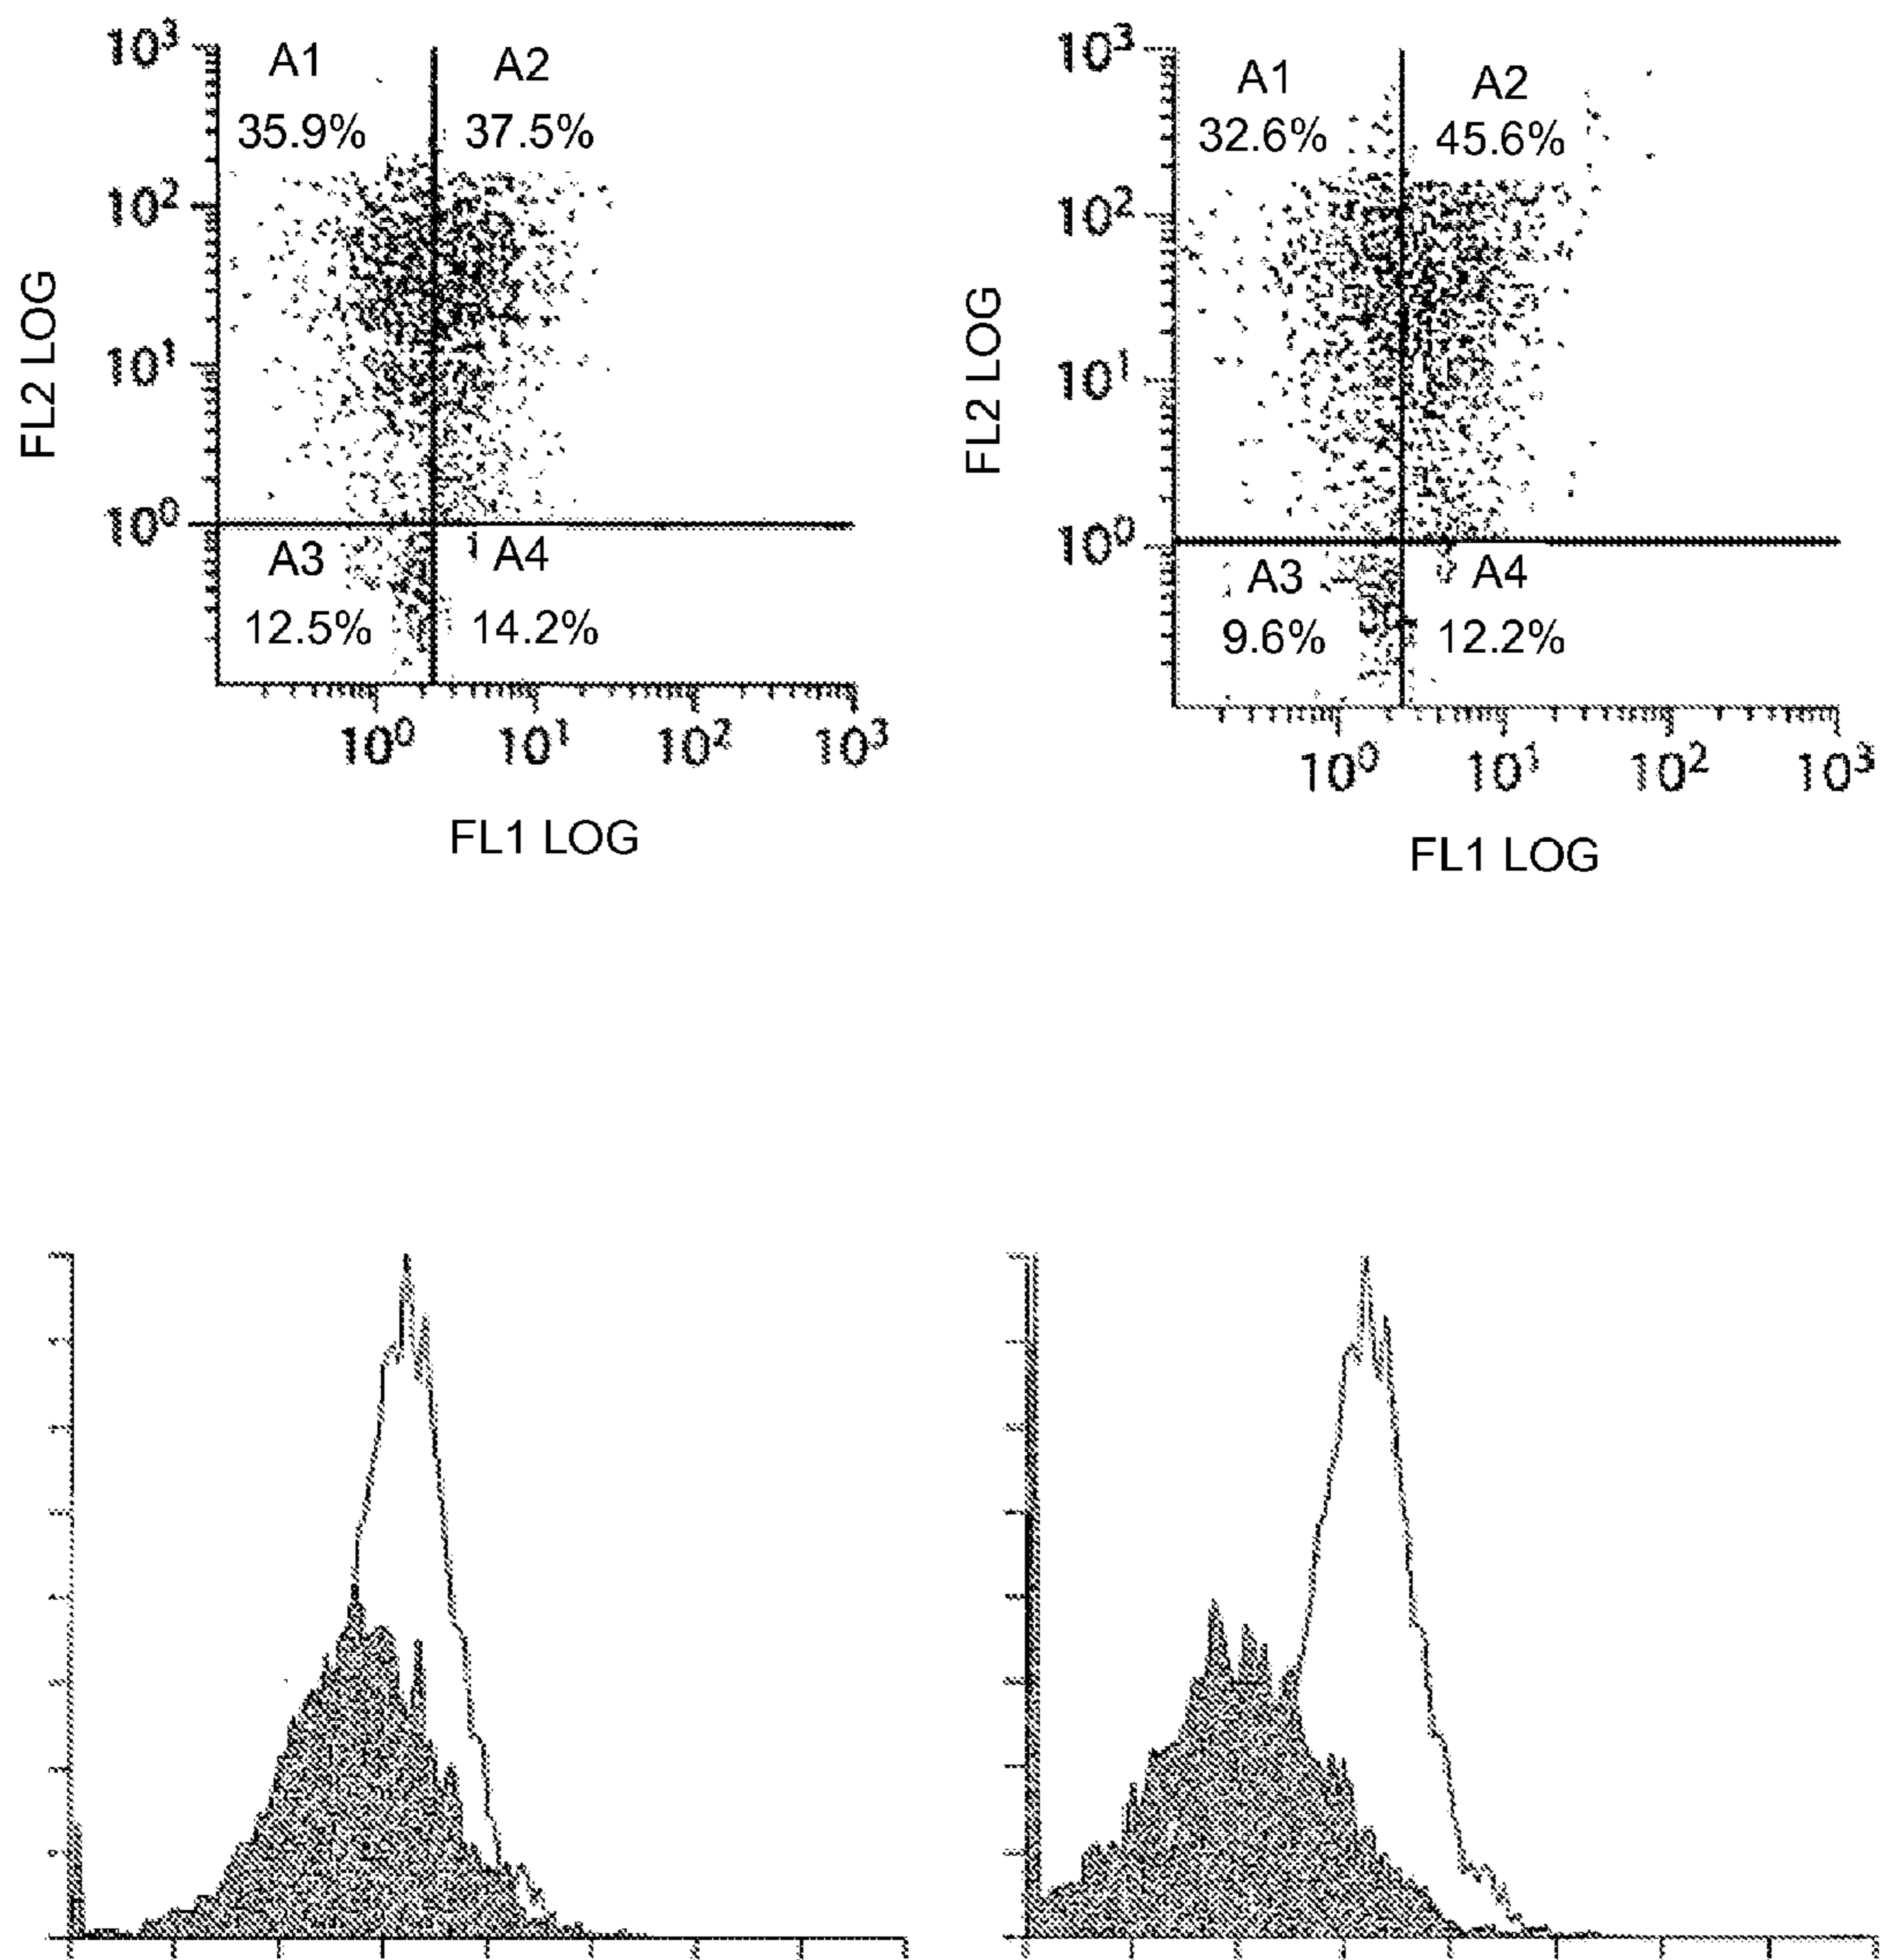 10³
A1
A2
35.9%
37.5%
10²
10¹
10⁰
A3
A4
12.5%
14.2%
10⁰ 10¹ 10² 10³
FL2 LOG
FL1 LOG
10³
A1
A2
32.6%
45.6%
10²
10¹
10⁰
A3
A4
9.6%
12.2%
10⁰ 10¹ 10² 10³
FL2 LOG
FL1 LOG